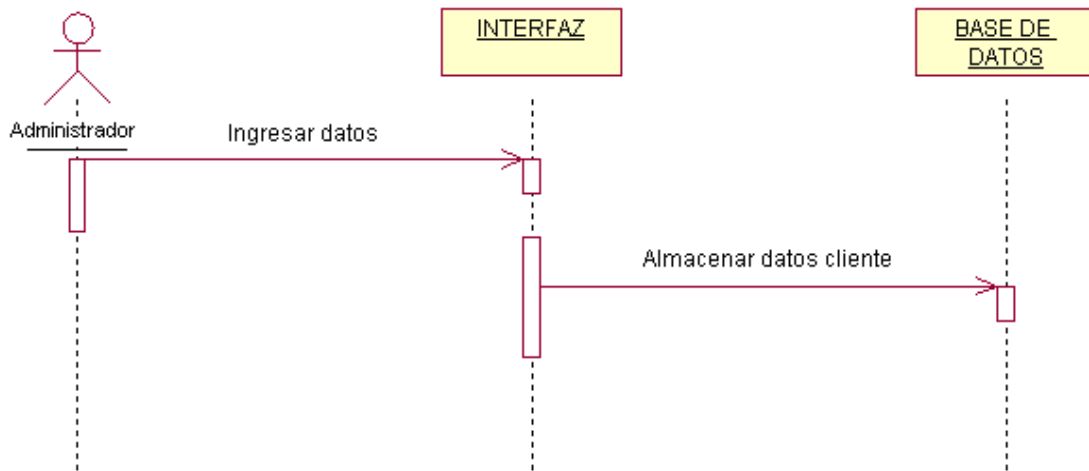 INTERFAZ
BASE DE
DATOS
Administrador
Ingresar datos
Almacenar datos cliente